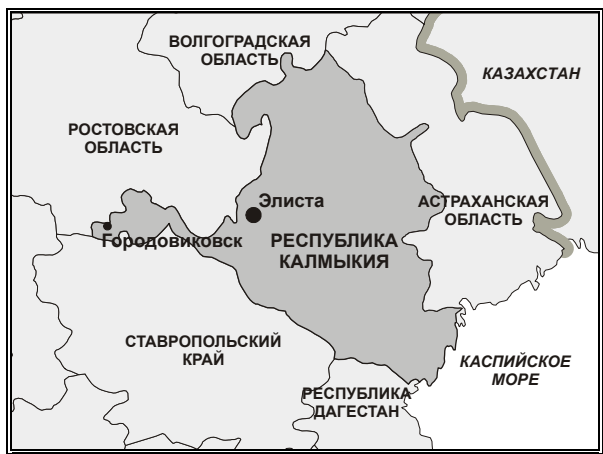 ВОЛГОГРАДСКАЯ
ОБЛАСТЬ
КАЗАХСТАН
РОСТОВСКАЯ
ОБЛАСТЬ
Элиста
АСТРАХАНСКАЯ
ОБЛАСТЬ
Городовиковск
РЕСПУБЛИКА
КАЛМЫКИЯ
СТАВРОПОЛЬСКИЙ
КРАЙ
КАСПИЙСКОЕ
МОРЕ
РЕСПУБЛИКА
ДАГЕСТАН